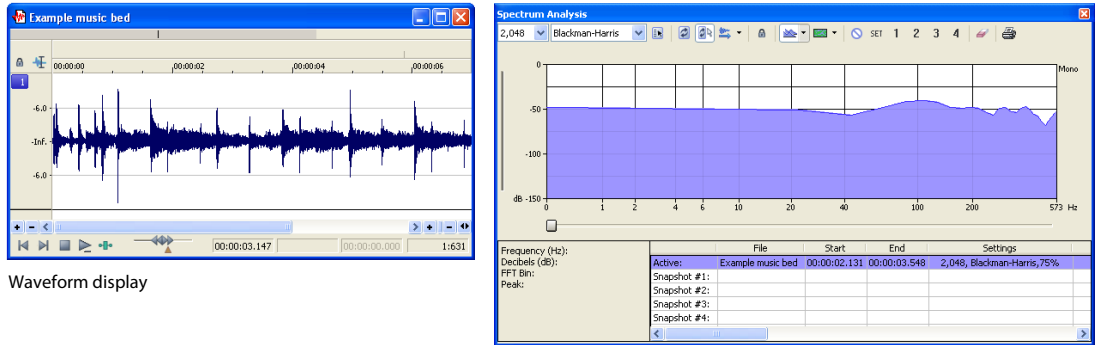 Example music bed
00:00:00 00:00:02 00:00:04 00:00:06
1
-6.0
-Inf.
-6.0
00:00:03.147 00:00:00.000 1:631
Waveform display
Spectrum Analysis
2,048 Blackman-Harris SET 1 2 3 4
0 Mono
-50
-100
dB -150
0 1 2 4 6 10 20 40 100 200 573 Hz
Frequency (Hz):
Decibels (dB):
FFT Bin:
Peak:
File Start End Settings
Active: Example music bed 00:00:02.131 00:00:03.548 2,048, Blackman-Harris,75%
Snapshot #1:
Snapshot #2:
Snapshot #3:
Snapshot #4: